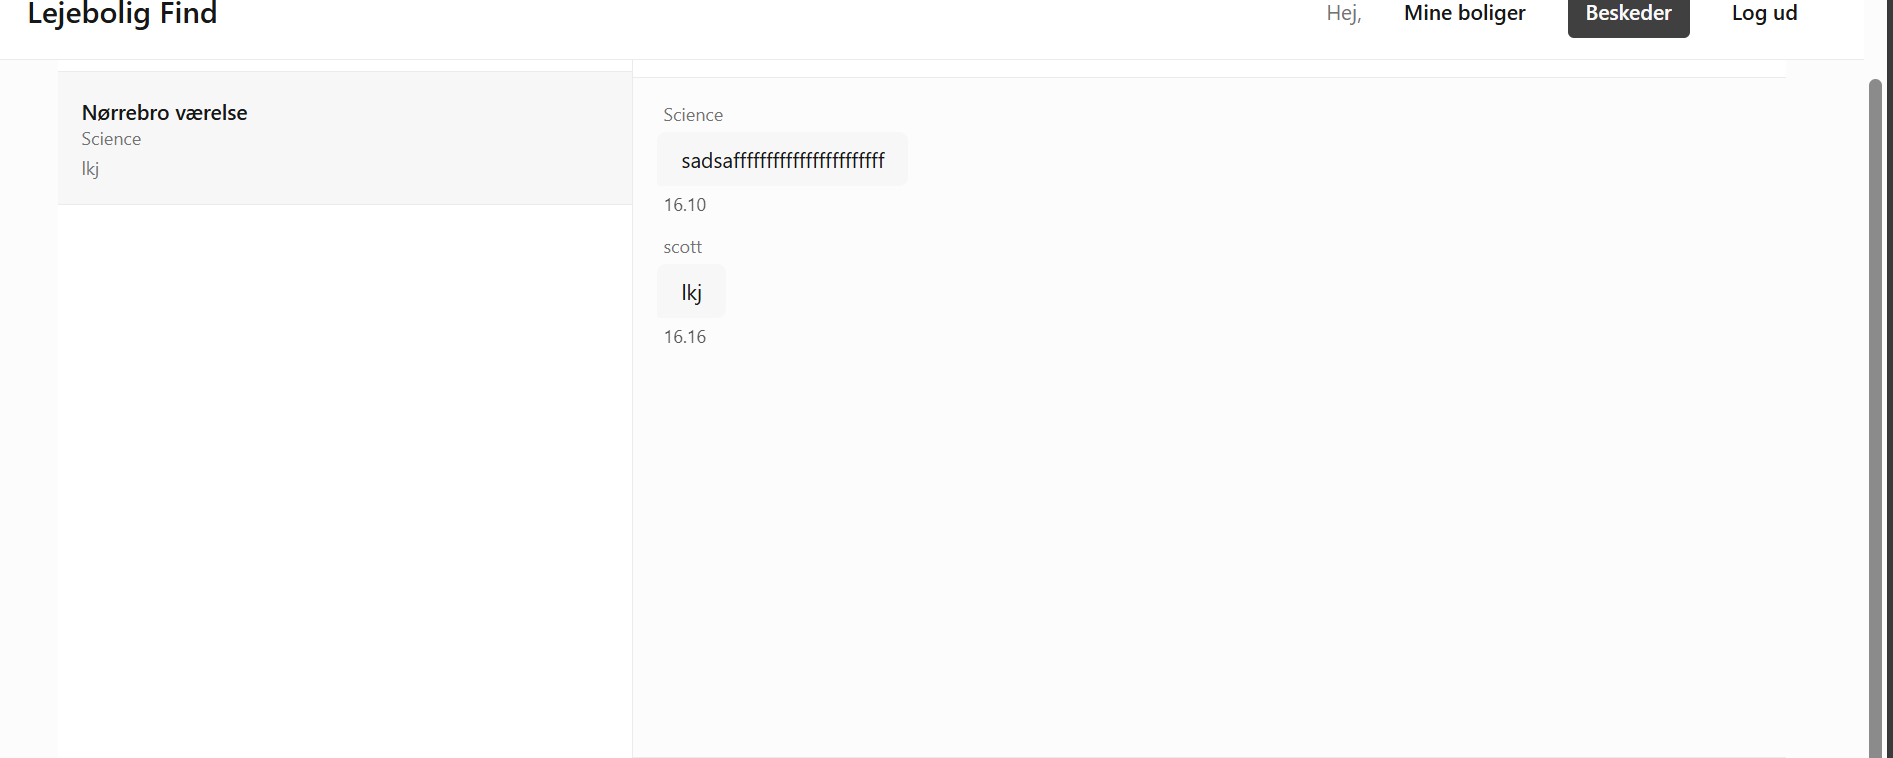 Lejebolig Find
Hej,
Mine boliger
Beskeder
Log ud
Nørrebro værelse
Science
lkj
Science
sadsafffffffffffffffffffffff
16.10
scott
lkj
16.16